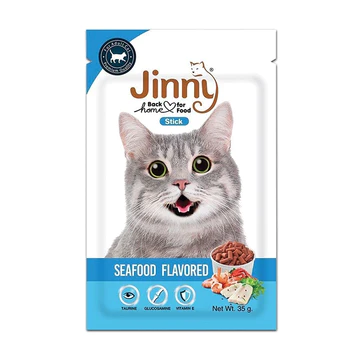 Jinny®
Back home for Food
Stick
SEAFOOD FLAVORED
TAURINE
GLUCOSAMINE
VITAMIN E
Net Wt. 35 g.